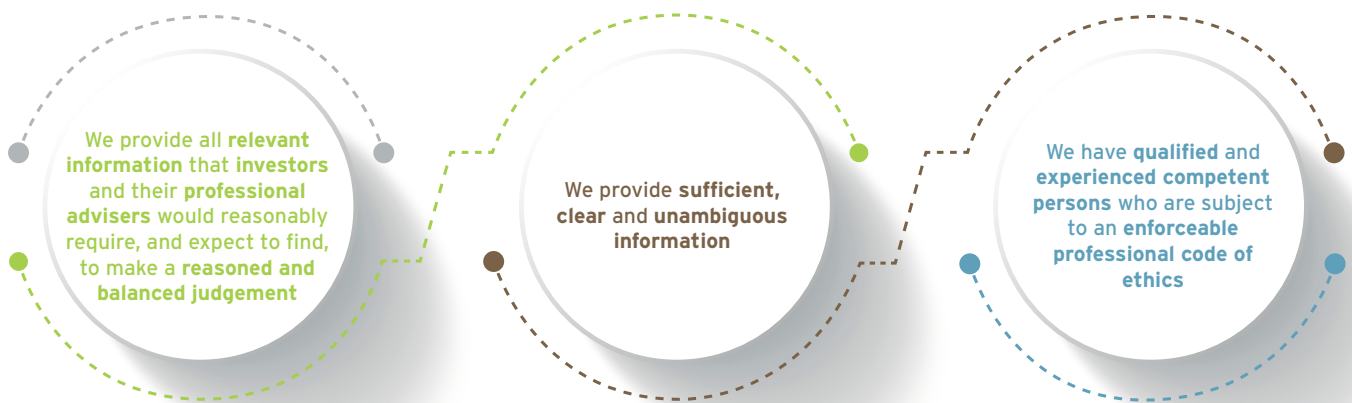 We provide all relevant
information that investors
and their professional
advisers would reasonably
require, and expect to find,
to make a reasoned and
balanced judgement
We provide sufficient,
clear and unambiguous
information
We have qualified and
experienced competent
persons who are subject
to an enforceable
professional code of
ethics